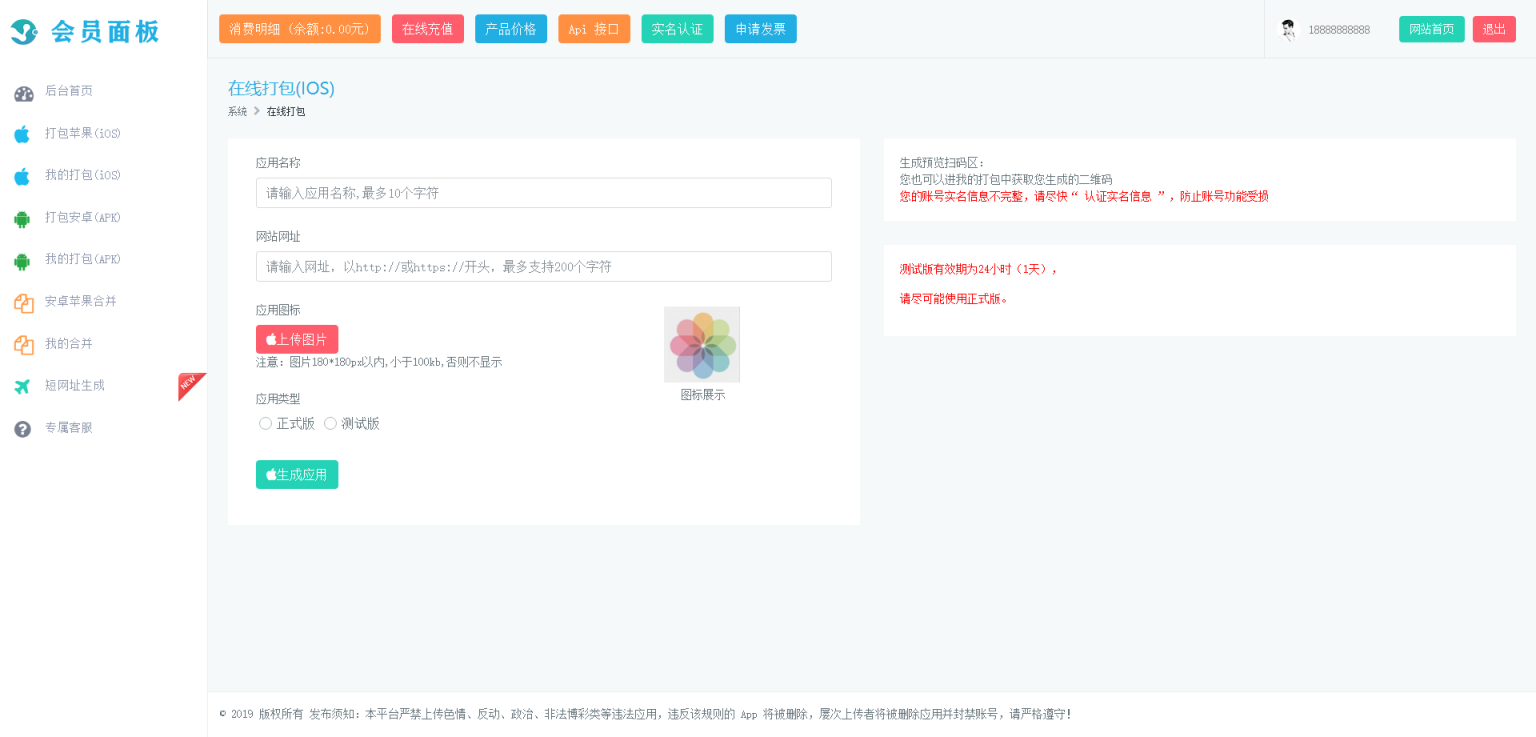 会员面板
消费明细 (余额:0.00元)
在线充值
产品价格
Api 接口
实名认证
申请发票
18888888888
网站首页
退出
后台首页
打包苹果(iOS)
我的打包(iOS)
打包安卓(APK)
我的打包(APK)
安卓苹果合并
我的合并
短网址生成
NEW
专属客服
在线打包(IOS)
系统 > 在线打包
应用名称
请输入应用名称,最多10个字符
网站网址
请输入网址, 以http://或https://开头, 最多支持200个字符
应用图标
上传图片
注意: 图片180*180px以内,小于100kb,否则不显示
图标展示
应用类型
正式版 测试版
生成应用
生成预览扫码区:
您也可以进我的打包中获取您生成的二维码
您的账号实名信息不完整, 请尽快“ 认证实名信息 ”, 防止账号功能受损
测试版有效期为24小时（1天）,
请尽可能使用正式版。
© 2019 版权所有 发布须知: 本平台严禁上传色情、反动、政治、非法博彩类等违法应用, 违反该规则的 App 将被删除, 屡次上传者将被删除应用并封禁账号, 请严格遵守!